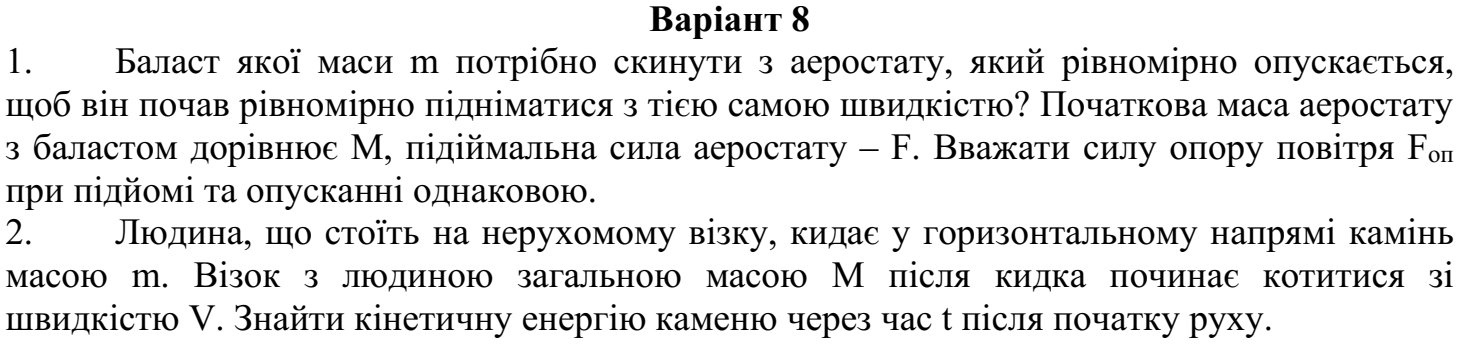 Варіант 8
1. Баласт якої маси m потрібно скинути з аеростату, який рівномірно опускається,
щоб він почав рівномірно підніматися з тією самою швидкістю? Початкова маса аеростату
з баластом дорівнює M, підіймальна сила аеростату – F. Вважати силу опору повітря Fоп
при підйомі та опусканні однаковою.
2. Людина, що стоїть на нерухомому візку, кидає у горизонтальному напрямі камінь
масою m. Візок з людиною загальною масою M після кидка починає котитися зі
швидкістю V. Знайти кінетичну енергію каменю через час t після початку руху.